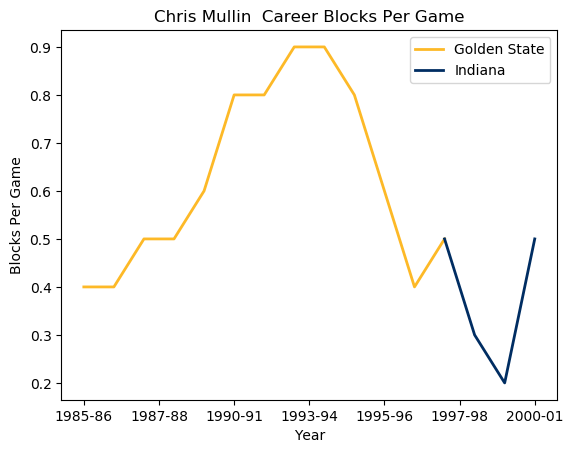 Chris Mullin  Career Blocks Per Game
Golden State
Indiana
Blocks Per Game
0.9
0.8
0.7
0.6
0.5
0.4
0.3
0.2
1985-86 1987-88 1990-91 1993-94 1995-96 1997-98 2000-01
Year